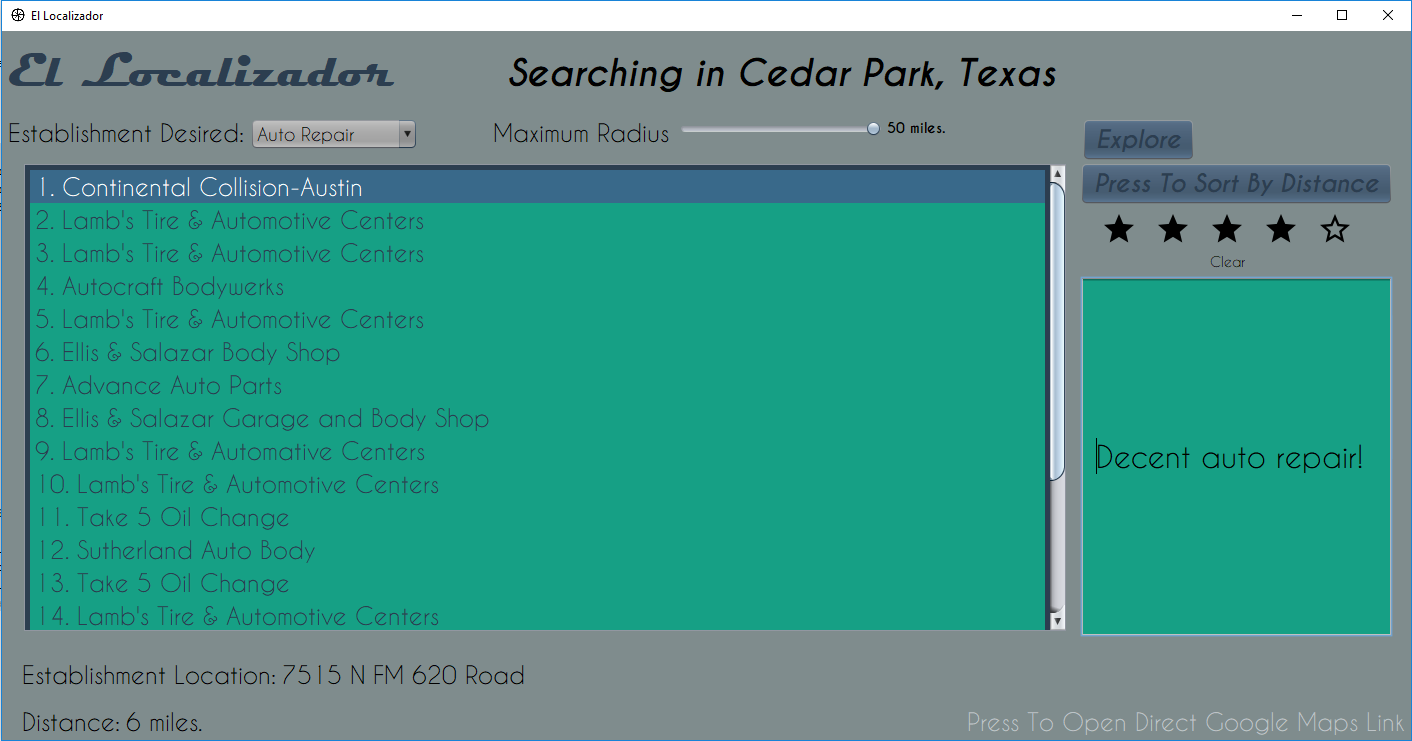 El Localizador
El Localizador
Searching in Cedar Park, Texas
Establishment Desired: Auto Repair
Maximum Radius 50 miles.
Explore
Press To Sort By Distance
Clear
1. Continental Collision-Austin
2. Lamb's Tire & Automotive Centers
3. Lamb's Tire & Automotive Centers
4. Autocraft Bodywerks
5. Lamb's Tire & Automotive Centers
6. Ellis & Salazar Body Shop
7. Advance Auto Parts
8. Ellis & Salazar Garage and Body Shop
9. Lamb's Tire & Automative Centers
10. Lamb's Tire & Automotive Centers
11. Take 5 Oil Change
12. Sutherland Auto Body
13. Take 5 Oil Change
14. Lamb's Tire & Automotive Centers
Decent auto repair!
Establishment Location: 7515 N FM 620 Road
Distance: 6 miles.
Press To Open Direct Google Maps Link